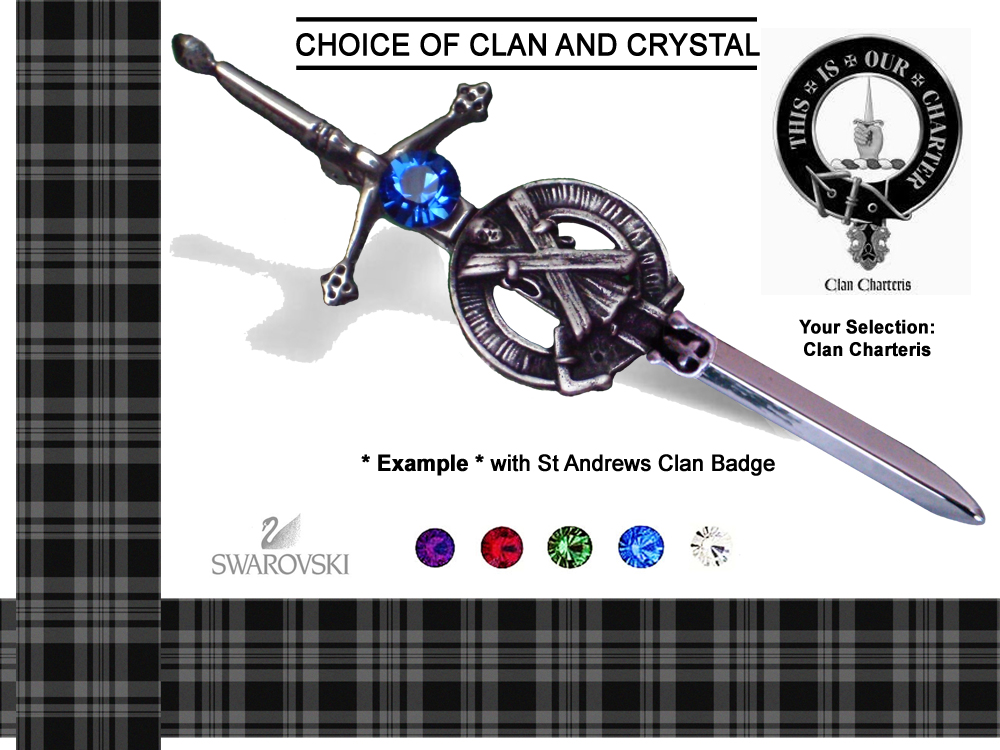 CHOICE OF CLAN AND CRYSTAL
THIS IS OUR CHARTER
Clan Charteris
Your Selection:
Clan Charteris
* Example * with St Andrews Clan Badge
SWAROVSKI